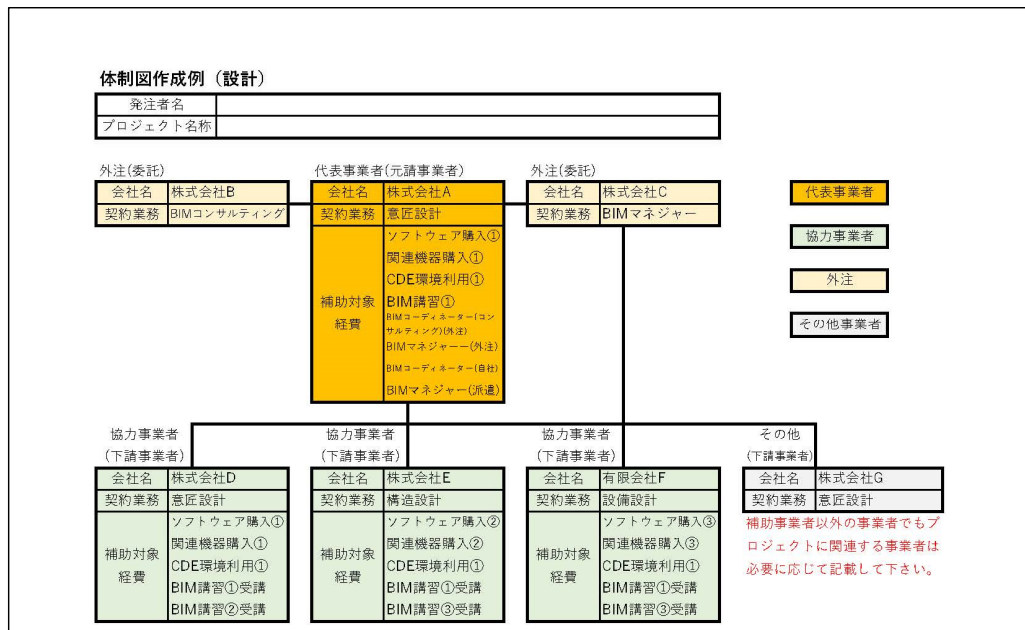 体制図作成例（設計）
発注者名
プロジェクト名称
外注(委託)
会社名 株式会社B
契約業務 BIMコンサルティング
代表事業者(元請事業者)
会社名 株式会社A
契約業務 意匠設計
補助対象
経費
ソフトウェア購入①
関連機器購入①
CDE環境利用①
BIM講習①
BIMコーディネーター(コン
サルティング)(外注)
BIMマネジャーー(外注)
BIMコーディネーター(自社)
BIMマネジャー(派遣)
外注(委託)
会社名 株式会社C
契約業務 BIMマネジャー
代表事業者
協力事業者
外注
その他事業者
協力事業者
(下請事業者)
会社名 株式会社D
契約業務 意匠設計
補助対象
経費
ソフトウェア購入①
関連機器購入①
CDE環境利用①
BIM講習①受講
BIM講習②受講
協力事業者
(下請事業者)
会社名 株式会社E
契約業務 構造設計
補助対象
経費
ソフトウェア購入②
関連機器購入②
CDE環境利用①
BIM講習①受講
BIM講習③受講
協力事業者
(下請事業者)
会社名 有限会社F
契約業務 設備設計
補助対象
経費
ソフトウェア購入③
関連機器購入③
CDE環境利用①
BIM講習①受講
BIM講習③受講
その他
(下請事業者)
会社名 株式会社G
契約業務 意匠設計
補助事業者以外の事業者でもプ
ロジェクトに関連する事業者は
必要に応じて記載して下さい。